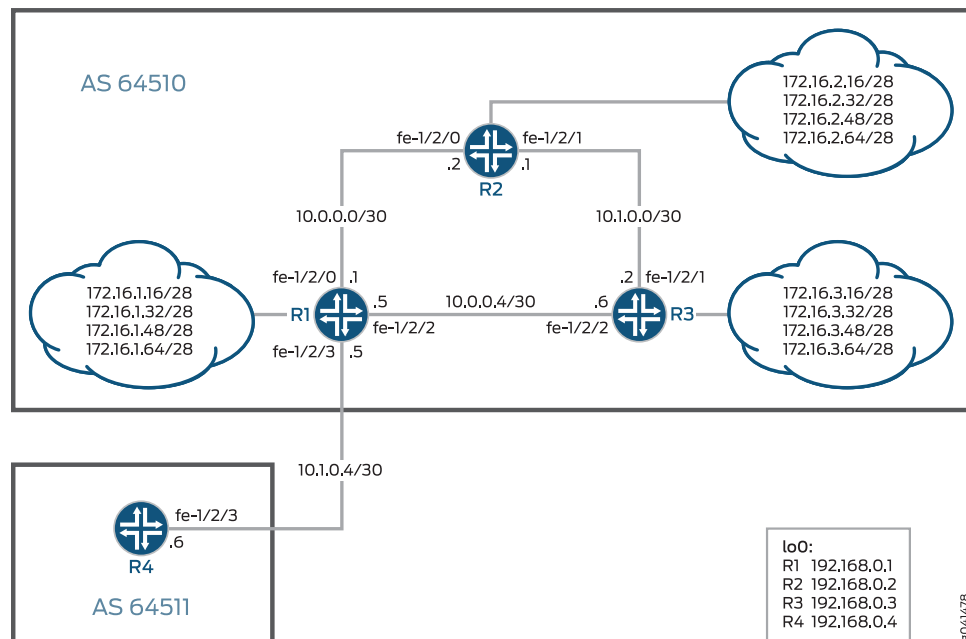 AS 64510
172.16.2.16/28
172.16.2.32/28
172.16.2.48/28
172.16.2.64/28
fe-1/2/0
fe-1/2/1
.2
.1
R2
10.0.0.0/30
10.1.0.0/30
172.16.1.16/28
172.16.1.32/28
172.16.1.48/28
172.16.1.64/28
fe-1/2/0
.1
R1
.5
fe-1/2/2
fe-1/2/3
.5
10.0.0.4/30
.2
fe-1/2/1
.6
fe-1/2/2
R3
172.16.3.16/28
172.16.3.32/28
172.16.3.48/28
172.16.3.64/28
10.1.0.4/30
fe-1/2/3
.6
R4
AS 64511
lo0:
R1 192.168.0.1
R2 192.168.0.2
R3 192.168.0.3
R4 192.168.0.4
g041478